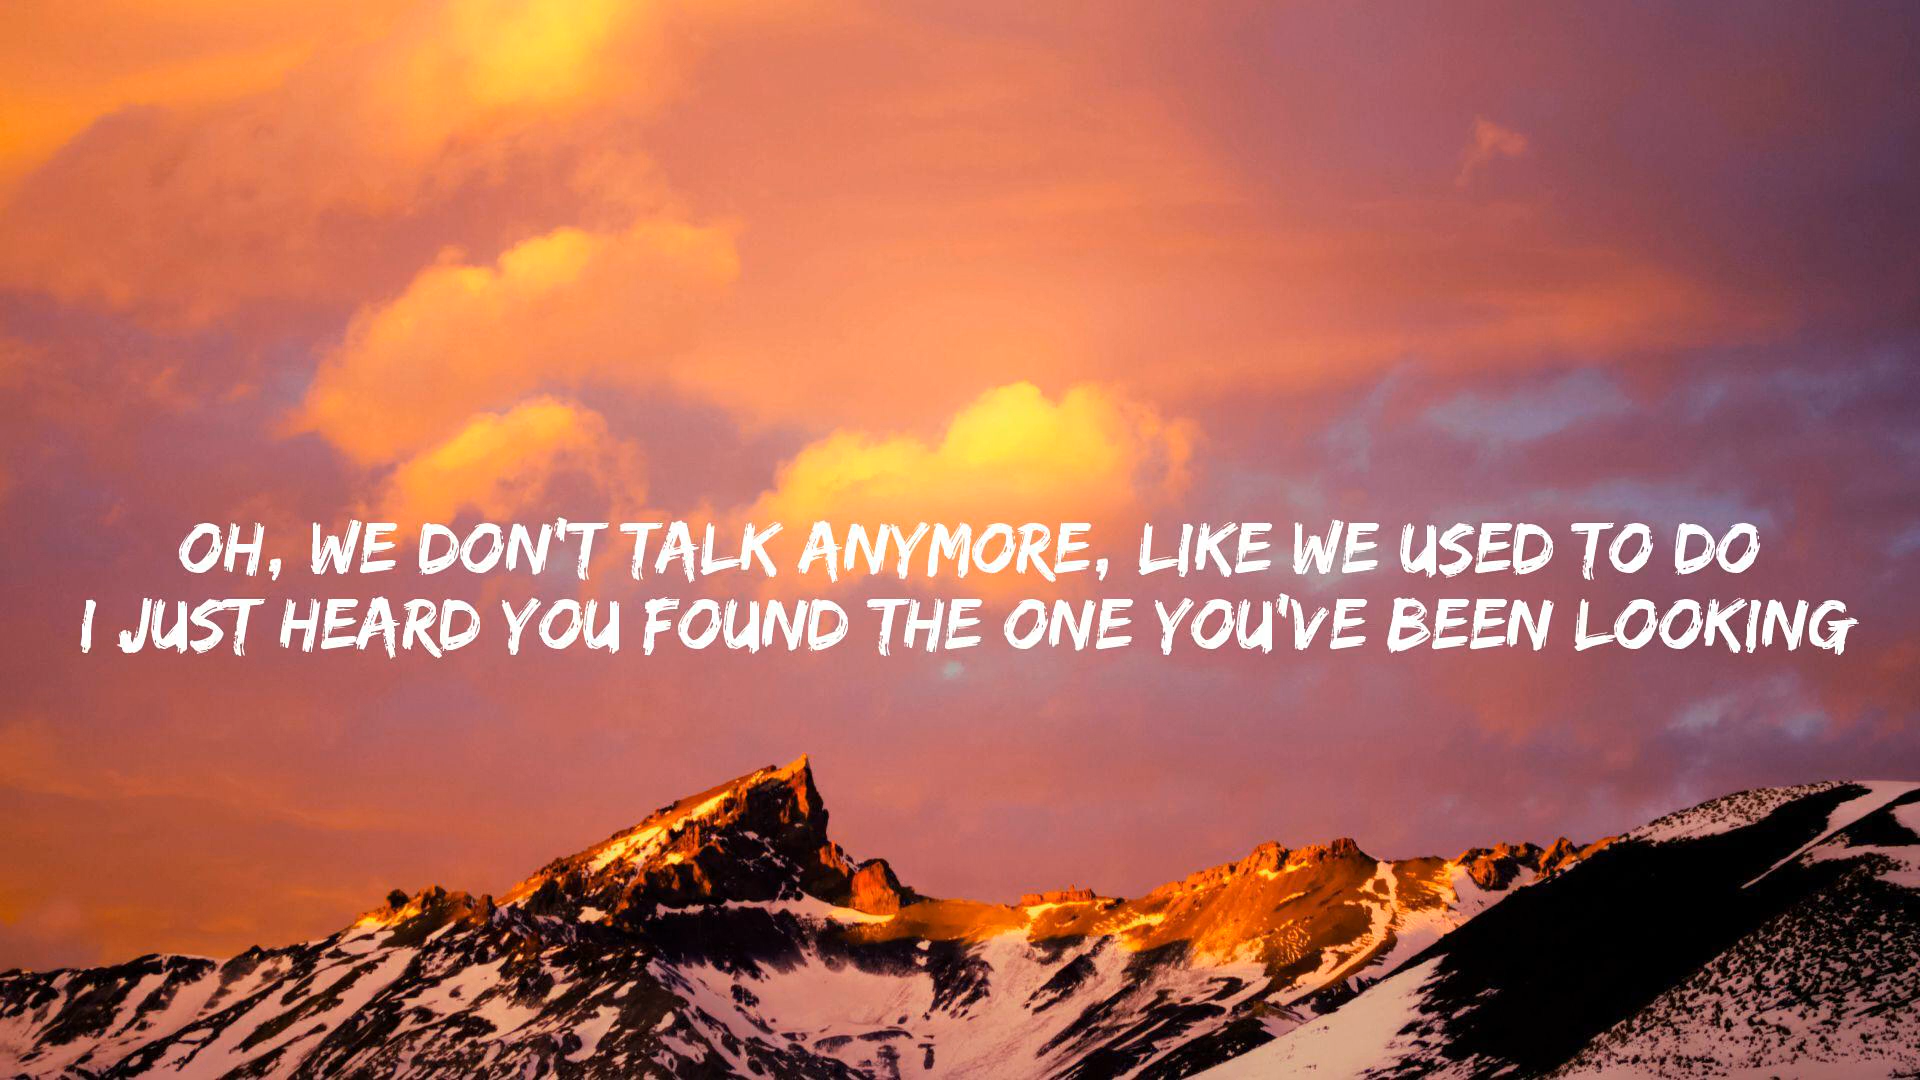 OH, WE DON'T TALK ANYMORE, LIKE WE USED TO DO
I JUST HEARD YOU FOUND THE ONE YOU'VE BEEN LOOKING